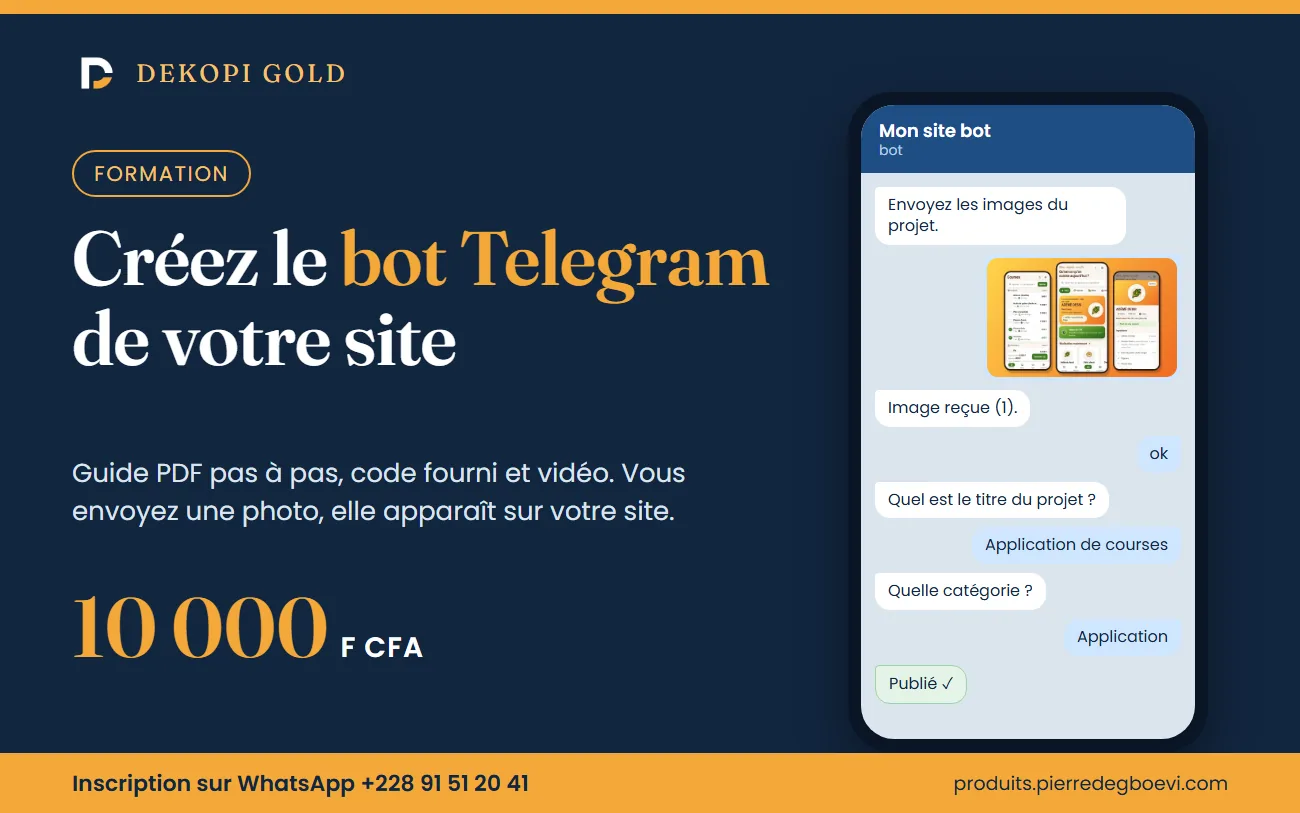 DEKOPI GOLD
FORMATION
Créez le bot Telegram
de votre site
Guide PDF pas à pas, code fourni et vidéo. Vous
envoyez une photo, elle apparaît sur votre site.
10 000 F CFA
Mon site bot
bot
Envoyez les images du
projet.
Image reçue (1).
ok
Quel est le titre du projet ?
Application de courses
Quelle catégorie ?
Application
Publié ✓
Inscription sur WhatsApp +228 91 51 20 41
produits.pierredegboevi.com